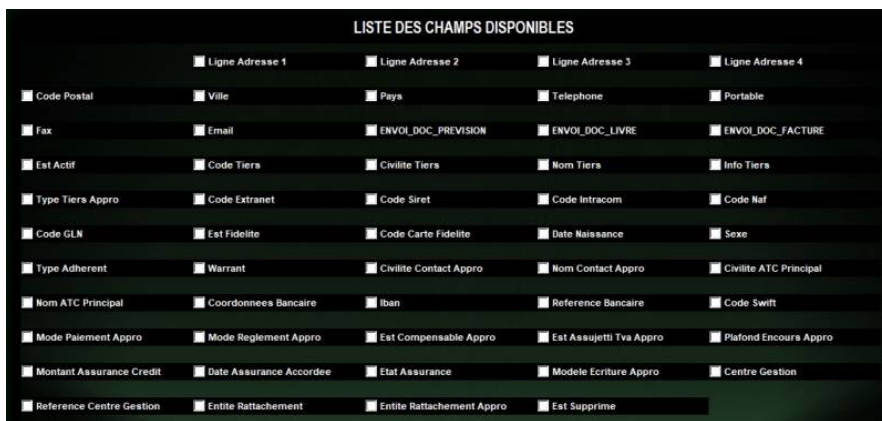 LISTE DES CHAMPS DISPONIBLES
Ligne Adresse 1 Ligne Adresse 2 Ligne Adresse 3 Ligne Adresse 4
Code Postal Ville Pays Telephone Portable
Fax Email ENVOI_DOC_PREVISION ENVOI_DOC_LIVRE ENVOI_DOC_FACTURE
Est Actif Code Tiers Civilite Tiers Nom Tiers Info Tiers
Type Tiers Appro Code Extranet Code Siret Code Intracom Code Naf
Code GLN Est Fidelite Code Carte Fidelite Date Naissance Sexe
Type Adherent Warrant Civilite Contact Appro Nom Contact Appro Civilite ATC Principal
Nom ATC Principal Coordonnees Bancaire Iban Reference Bancaire Code Swift
Mode Paiement Appro Mode Reglement Appro Est Compensable Appro Est Assujetti Tva Appro Plafond Encours Appro
Montant Assurance Credit Date Assurance Accordee Etat Assurance Modele Ecriture Appro Centre Gestion
Reference Centre Gestion Entite Rattachement Entite Rattachement Appro Est Supprime